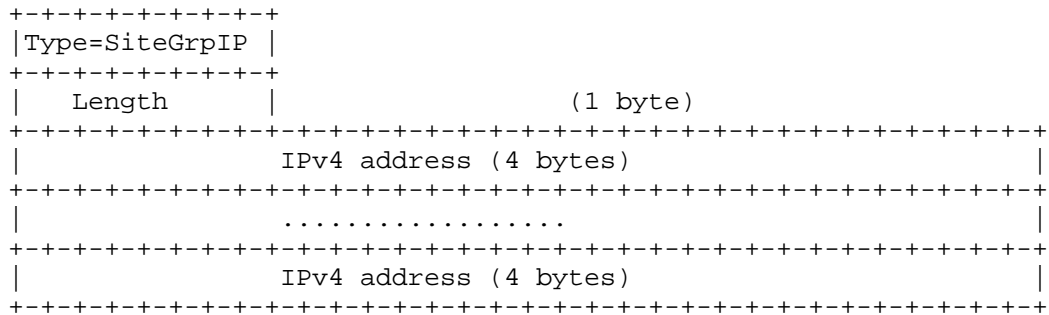 +-+-+-+-+-+-+-+-+
|Type=SiteGrpIP |
+-+-+-+-+-+-+-+-+
|   Length      |                  (1 byte)
+-+-+-+-+-+-+-+-+-+-+-+-+-+-+-+-+-+-+-+-+-+-+-+-+-+-+-+-+-+-+-+-+
|                IPv4 address (4 bytes)                         |
+-+-+-+-+-+-+-+-+-+-+-+-+-+-+-+-+-+-+-+-+-+-+-+-+-+-+-+-+-+-+-+-+
|                ..................                             |
+-+-+-+-+-+-+-+-+-+-+-+-+-+-+-+-+-+-+-+-+-+-+-+-+-+-+-+-+-+-+-+-+
|                IPv4 address (4 bytes)                         |
+-+-+-+-+-+-+-+-+-+-+-+-+-+-+-+-+-+-+-+-+-+-+-+-+-+-+-+-+-+-+-+-+